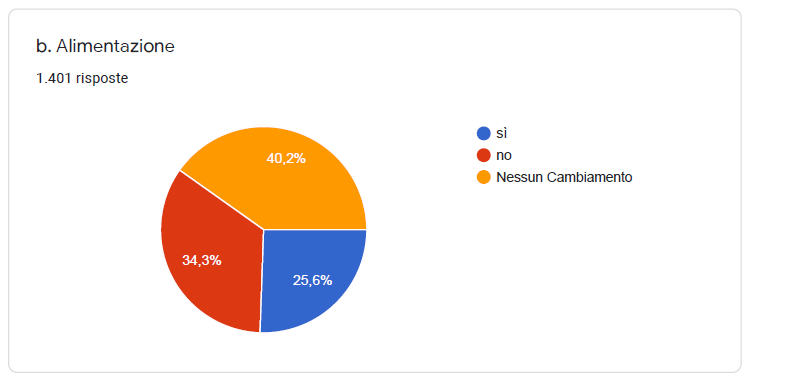 b. Alimentazione
1.401 risposte
sì
no
Nessun Cambiamento
40,2%
34,3%
25,6%